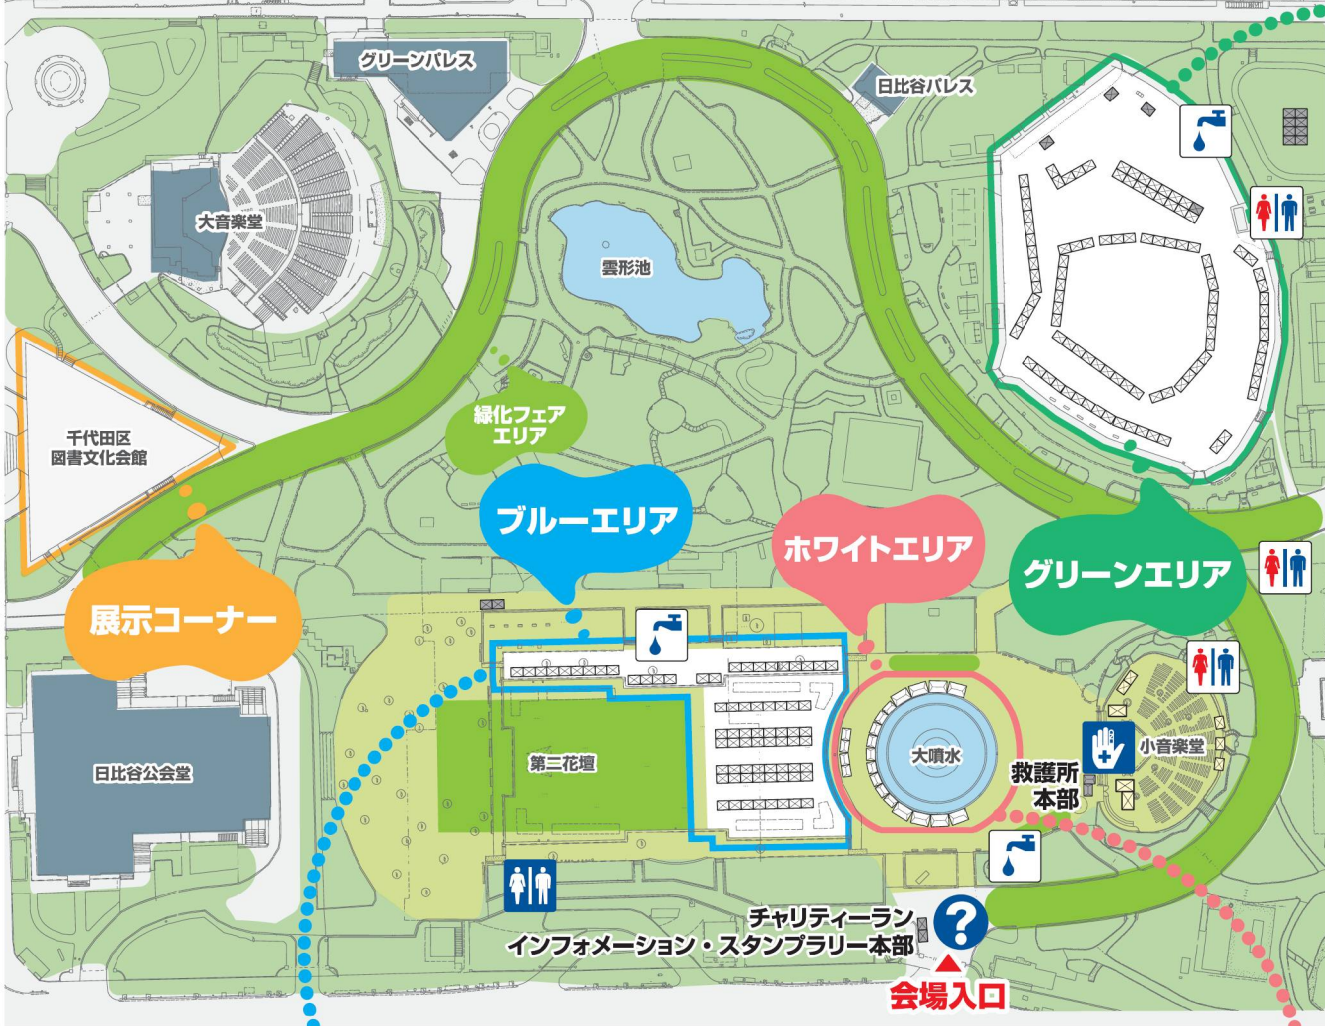 グリーンパレス
日比谷パレス
大音楽堂
雲形池
緑化フェア
エリア
千代田区
図書文化会館
ブルーエリア
ホワイトエリア
グリーンエリア
展示コーナー
日比谷公会堂
第二花壇
大噴水
小音楽堂
救護所
本部
チャリティーラン
インフォメーション・スタンプラリー本部
?
会場入口